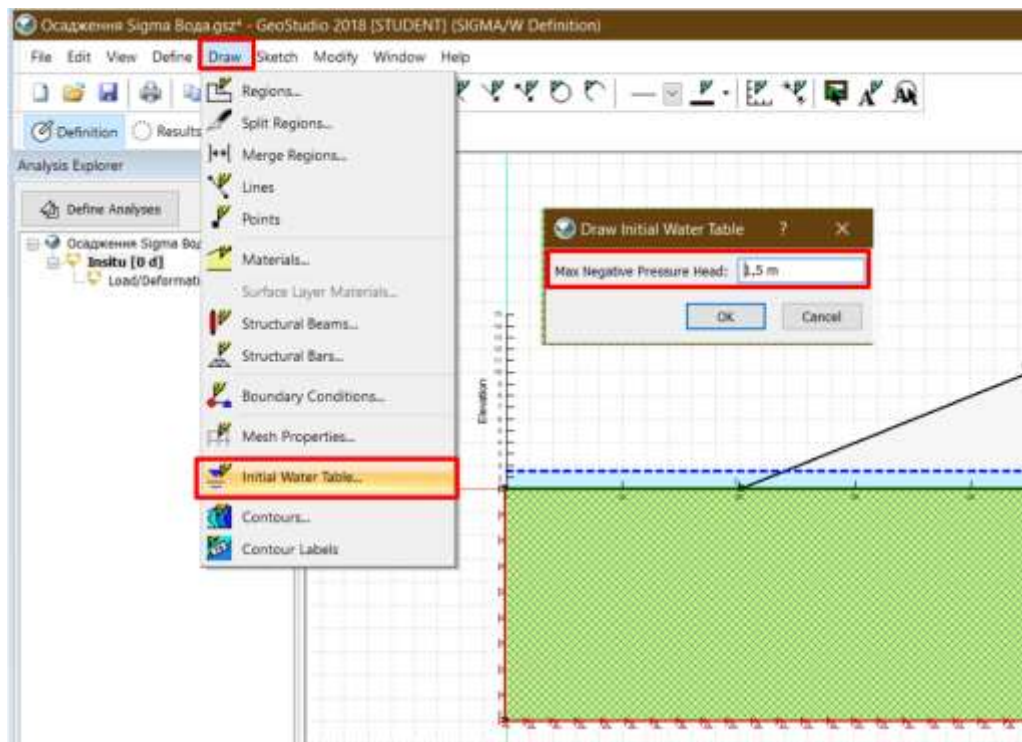 Осадження Sigma Вода.gsz* - GeoStudio 2018 [STUDENT] (SIGMA/W Definition)
File Edit View Define Draw Sketch Modify Window Help
Regions...
Definition Results
Split Regions...
Analysis Explorer
Merge Regions...
Lines
Define Analyses
Points
Draw Initial Water Table ? ×
Осадження Sigma Вод
Insitu [0 d]
Materials...
Max Negative Pressure Head: 1,5 m
Load/Deformati
Surface Layer Materials...
OK Cancel
Structural Beams...
Structural Bars...
Boundary Conditions...
Elevation
Mesh Properties...
Initial Water Table...
Contours...
Contour Labels